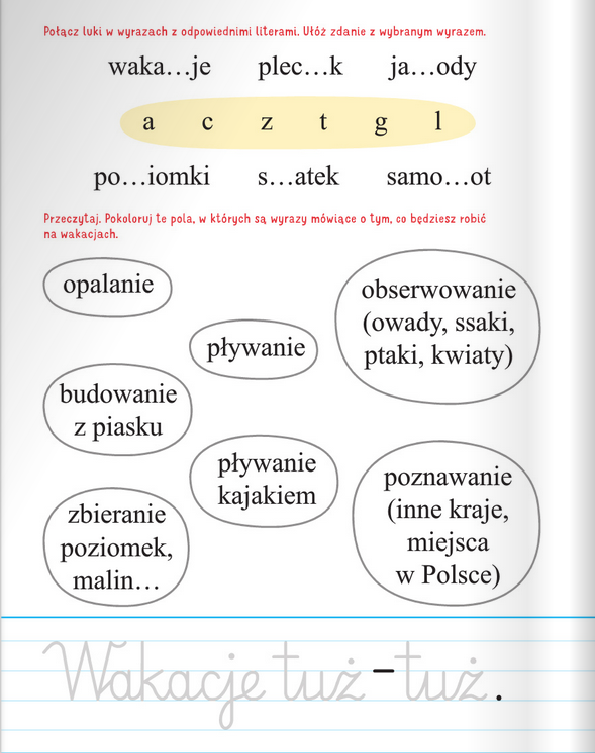 Połącz luki w wyrazach z odpowiednimi literami. Ułóż zdanie z wybranym wyrazem.
waka…je plec…k ja…ody
a c z t g l
po…iomki s…atek samo…ot
Przeczytaj. Pokoloruj te pola, w których są wyrazy mówiące o tym, co będziesz robić
na wakacjach.
opalanie
obserwowanie
(owady, ssaki,
ptaki, kwiaty)
pływanie
budowanie
z piasku
pływanie
kajakiem
poznawanie
(inne kraje,
miejsca
w Polsce)
zbieranie
poziomek,
malin…
Wakacje tuż–tuż.